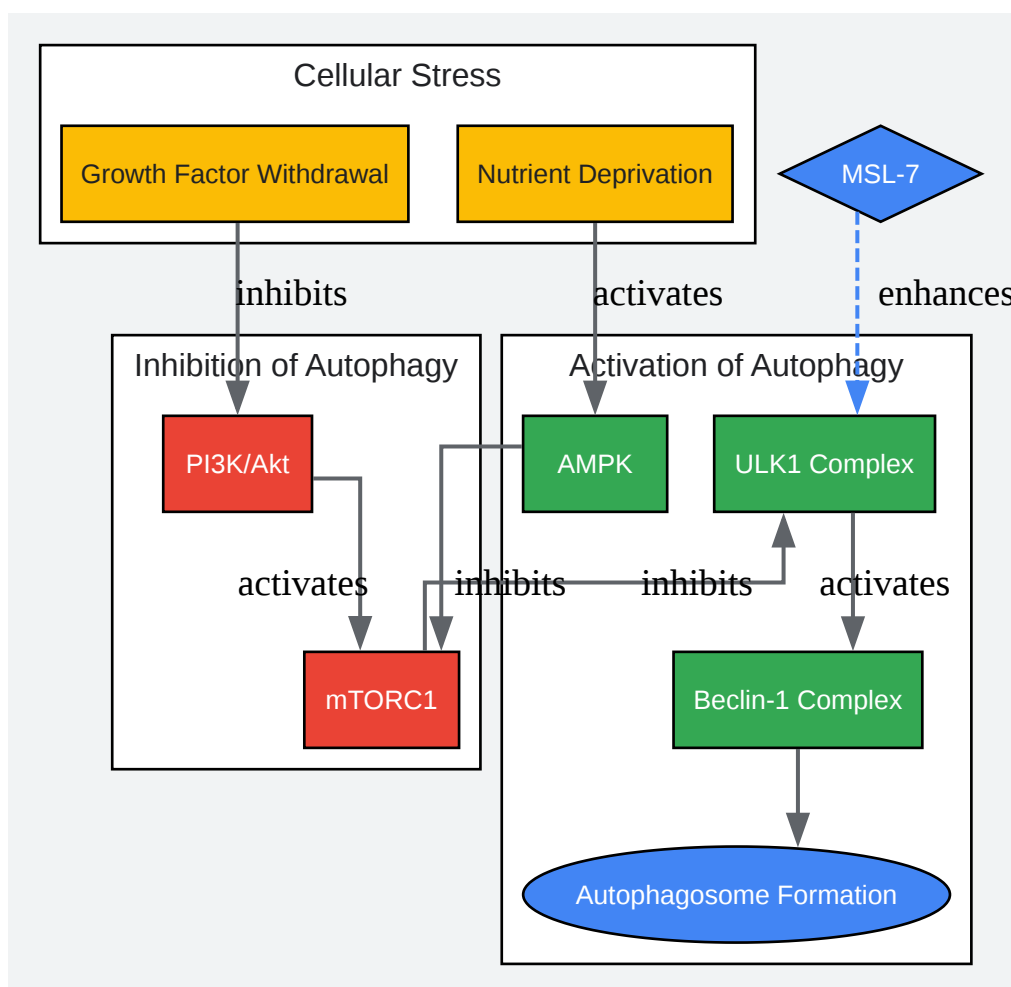 Cellular Stress
Growth Factor Withdrawal
Nutrient Deprivation
MSL-7
inhibits
activates
enhances
Inhibition of Autophagy
Activation of Autophagy
PI3K/Akt
AMPK
ULK1 Complex
activates
inhibits
inhibits
activates
mTORC1
Beclin-1 Complex
Autophagosome Formation